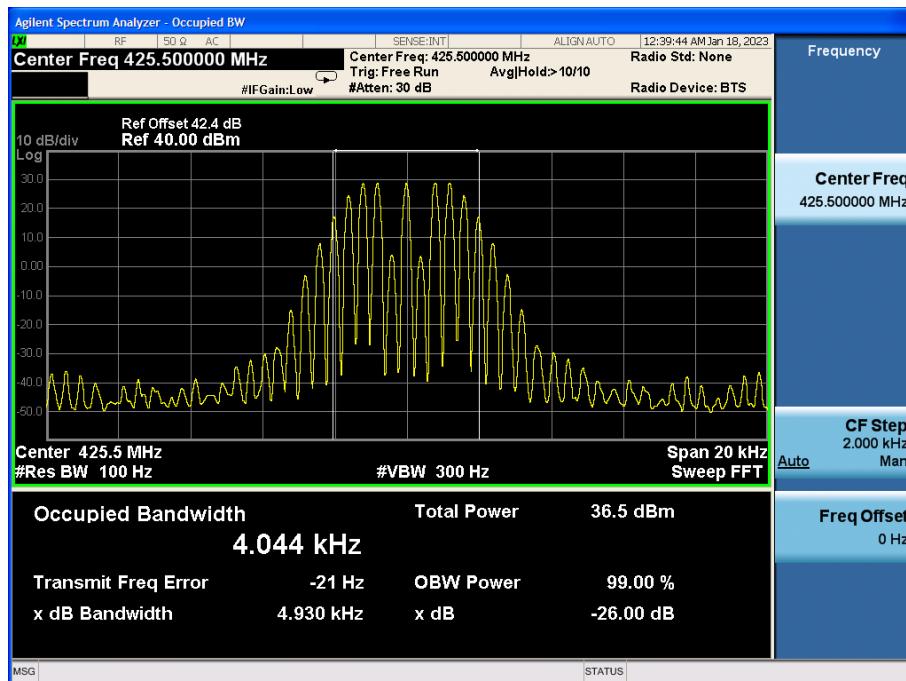 Agilent Spectrum Analyzer - Occupied BW
LXI RF 50 Ω AC SENSE:INT ALIGN AUTO 12:39:44 AM Jan 18, 2023
Center Freq 425.500000 MHz Center Freq: 425.500000 MHz Radio Std: None
Trig: Free Run Avg|Hold:>10/10
#IFGain:Low #Atten: 30 dB Radio Device: BTS
Frequency
Ref Offset 42.4 dB
10 dB/div Ref 40.00 dBm
Log
30.0
20.0
10.0
0.00
-10.0
-20.0
-30.0
-40.0
-50.0
Center 425.5 MHz Span 20 kHz
#Res BW 100 Hz #VBW 300 Hz Sweep FFT
Occupied Bandwidth Total Power 36.5 dBm
4.044 kHz
Transmit Freq Error -21 Hz OBW Power 99.00 %
x dB Bandwidth 4.930 kHz x dB -26.00 dB
Center Freq
425.500000 MHz
CF Step
2.000 kHz
Auto Man
Freq Offset
0 Hz
MSG STATUS